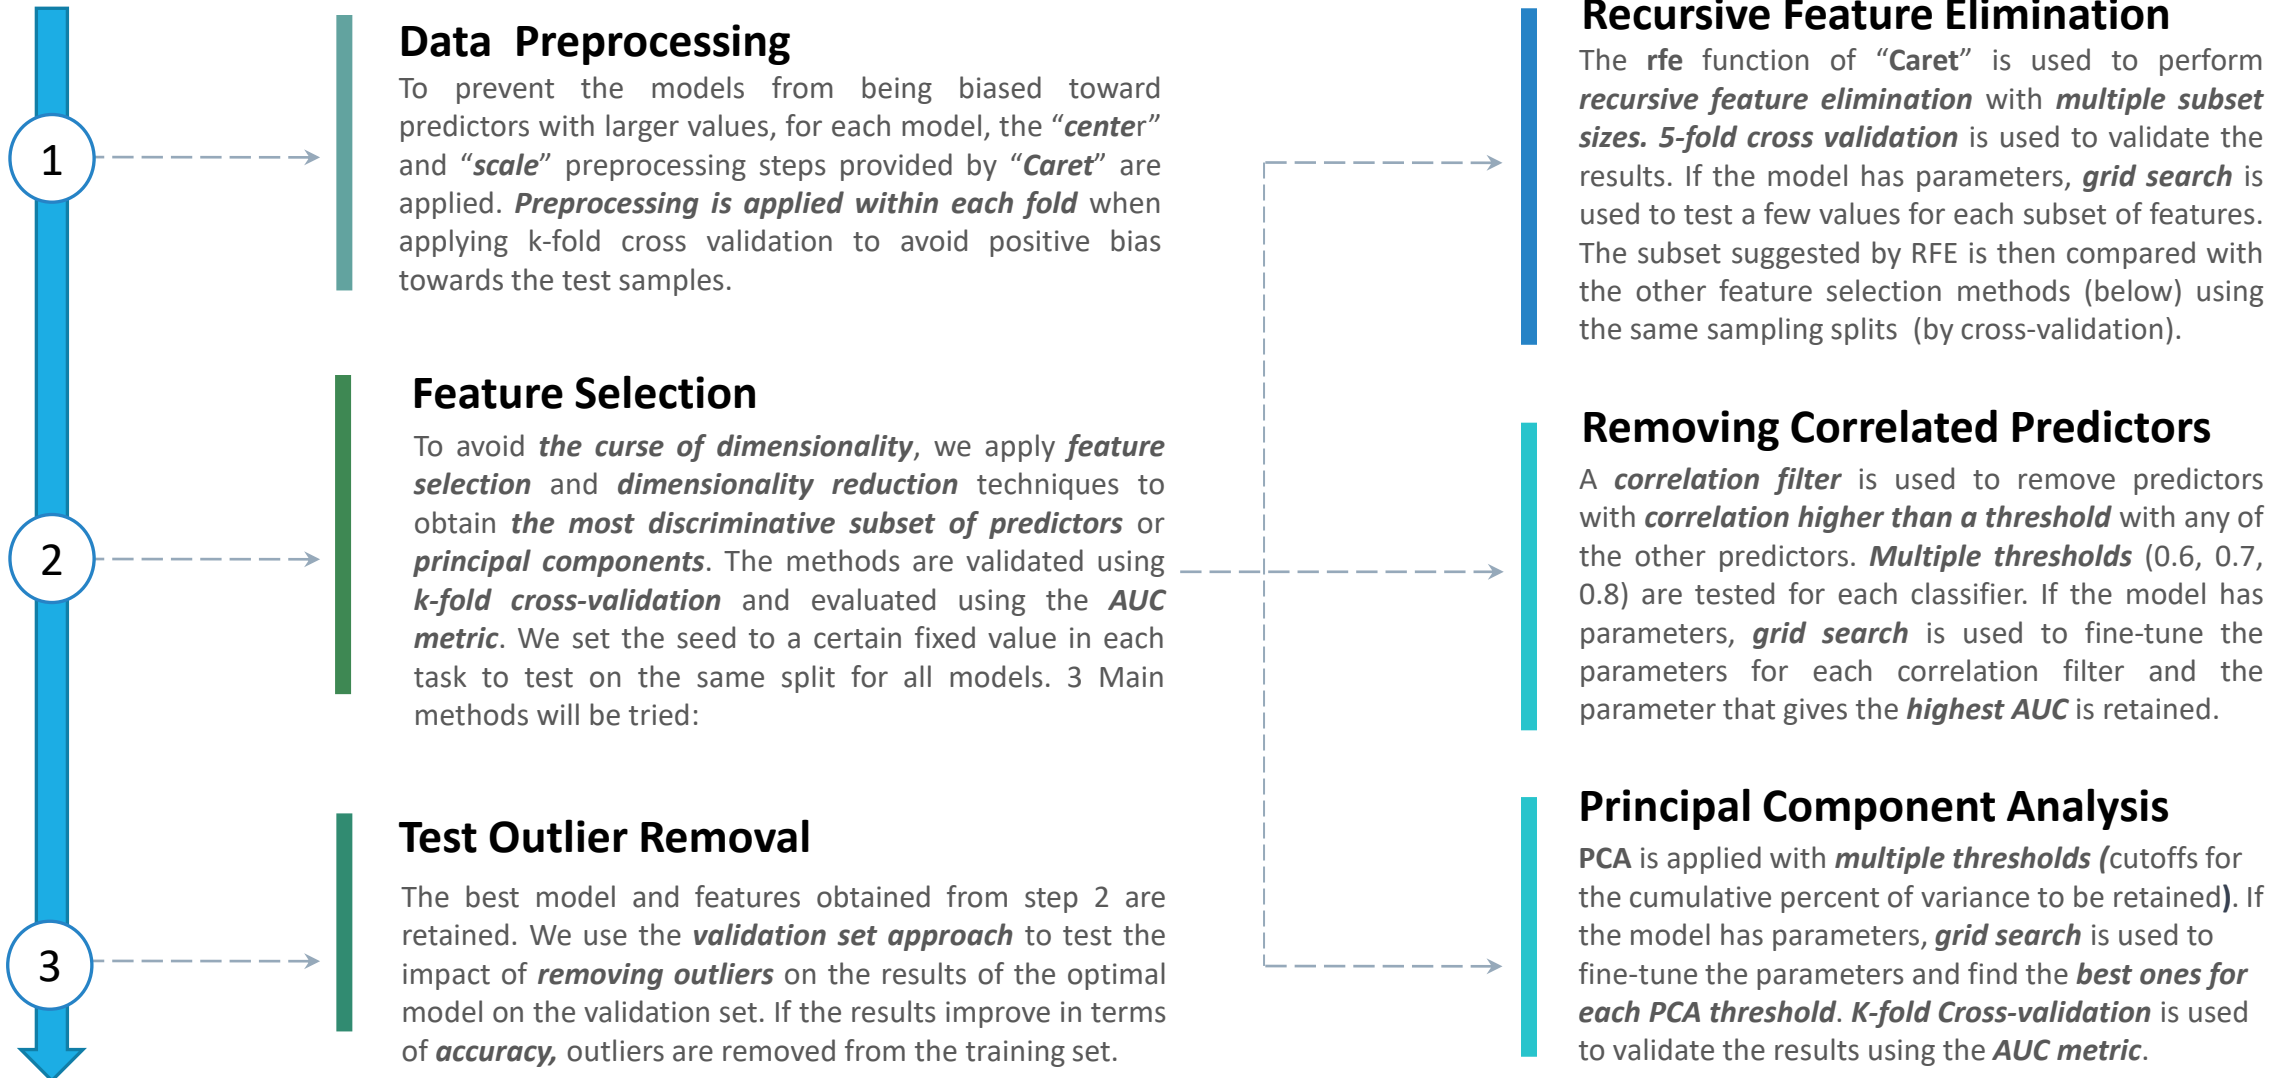 1
Data Preprocessing
To prevent the models from being biased toward
predictors with larger values, for each model, the “center”
and “scale” preprocessing steps provided by “Caret” are
applied. Preprocessing is applied within each fold when
applying k-fold cross validation to avoid positive bias
towards the test samples.
2
Feature Selection
To avoid the curse of dimensionality, we apply feature
selection and dimensionality reduction techniques to
obtain the most discriminative subset of predictors or
principal components. The methods are validated using
k-fold cross-validation and evaluated using the AUC
metric. We set the seed to a certain fixed value in each
task to test on the same split for all models. 3 Main
methods will be tried:
3
Test Outlier Removal
The best model and features obtained from step 2 are
retained. We use the validation set approach to test the
impact of removing outliers on the results of the optimal
model on the validation set. If the results improve in terms
of accuracy, outliers are removed from the training set.
Recursive Feature Elimination
The rfe function of “Caret” is used to perform
recursive feature elimination with multiple subset
sizes. 5-fold cross validation is used to validate the
results. If the model has parameters, grid search is
used to test a few values for each subset of features.
The subset suggested by RFE is then compared with
the other feature selection methods (below) using
the same sampling splits (by cross-validation).
Removing Correlated Predictors
A correlation filter is used to remove predictors
with correlation higher than a threshold with any of
the other predictors. Multiple thresholds (0.6, 0.7,
0.8) are tested for each classifier. If the model has
parameters, grid search is used to fine-tune the
parameters for each correlation filter and the
parameter that gives the highest AUC is retained.
Principal Component Analysis
PCA is applied with multiple thresholds (cutoffs for
the cumulative percent of variance to be retained). If
the model has parameters, grid search is used to
fine-tune the parameters and find the best ones for
each PCA threshold. K-fold Cross-validation is used
to validate the results using the AUC metric.